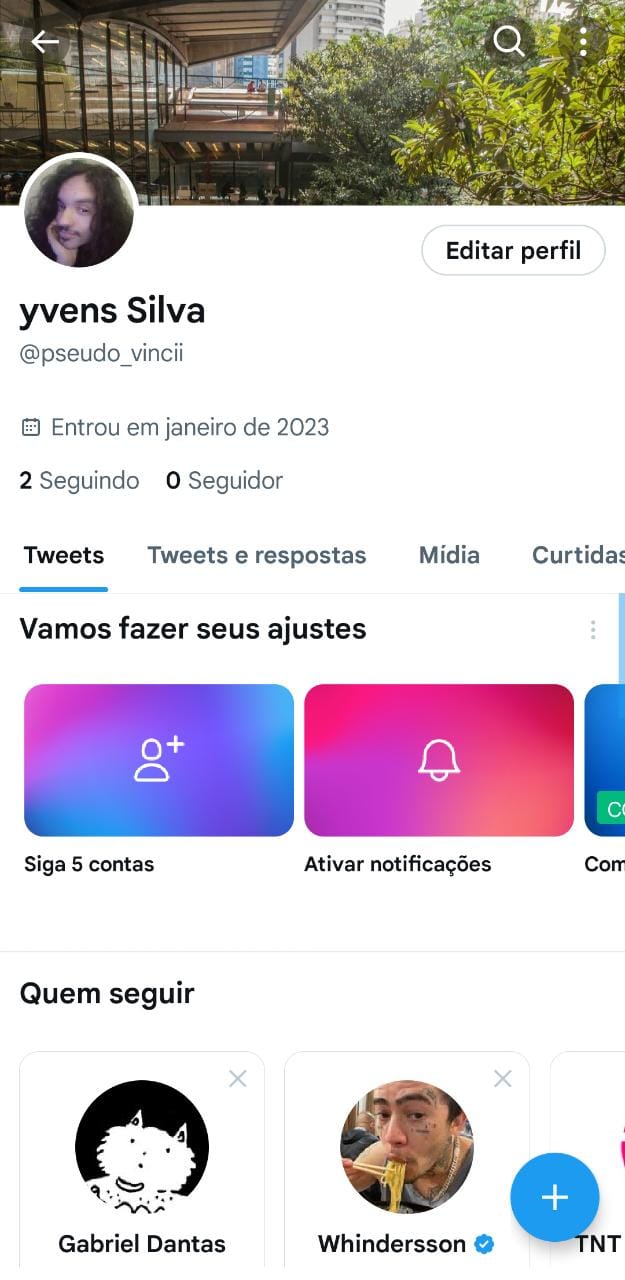 Editar perfil
yvens Silva
@pseudo_vincii
Entrou em janeiro de 2023
2 Seguindo 0 Seguidor
Tweets Tweets e respostas Mídia Curtidas
Vamos fazer seus ajustes
Siga 5 contas Ativar notificações
Quem seguir
Gabriel Dantas Whindersson TNT